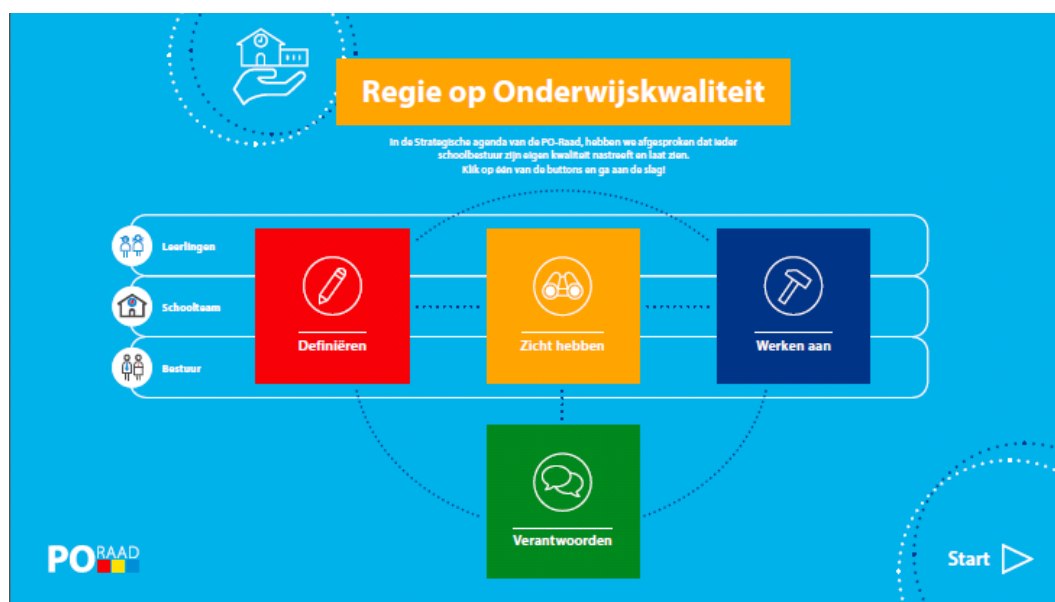 Regie op Onderwijskwaliteit
In de Strategische agenda van de PO-Raad, hebben we afgesproken dat ieder
schoolbestuur zijn eigen kwaliteit nastreeft en laat zien.
Klik op één van de buttons en ga aan de slag!
Leerlingen
Schoolteam
Bestuur
Definiëren
Zicht hebben
Werken aan
Verantwoorden
PO RAAD
Start